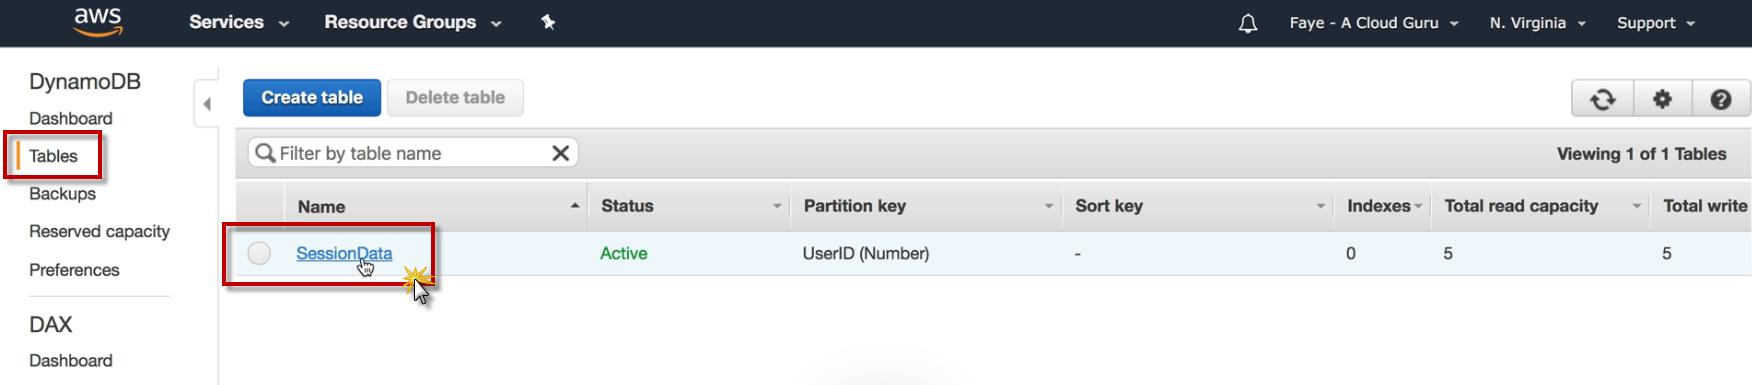 aws Services Resource Groups Faye - A Cloud Guru N. Virginia Support
DynamoDB
Dashboard
Tables
Backups
Reserved capacity
Preferences
DAX
Dashboard
Create table Delete table
Filter by table name Viewing 1 of 1 Tables
Name Status Partition key Sort key Indexes Total read capacity Total write
SessionData Active UserID (Number) - 0 5 5